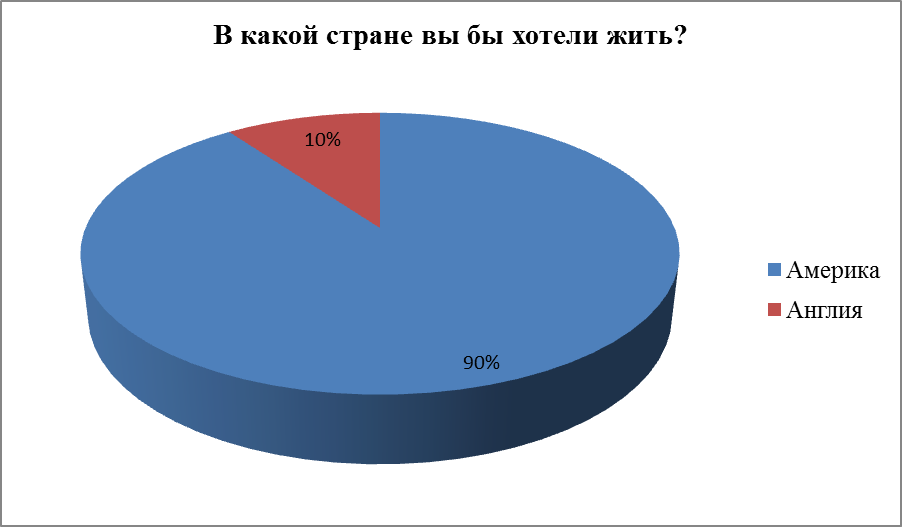 В какой стране вы бы хотели жить?
10%
Америка
Англия
90%